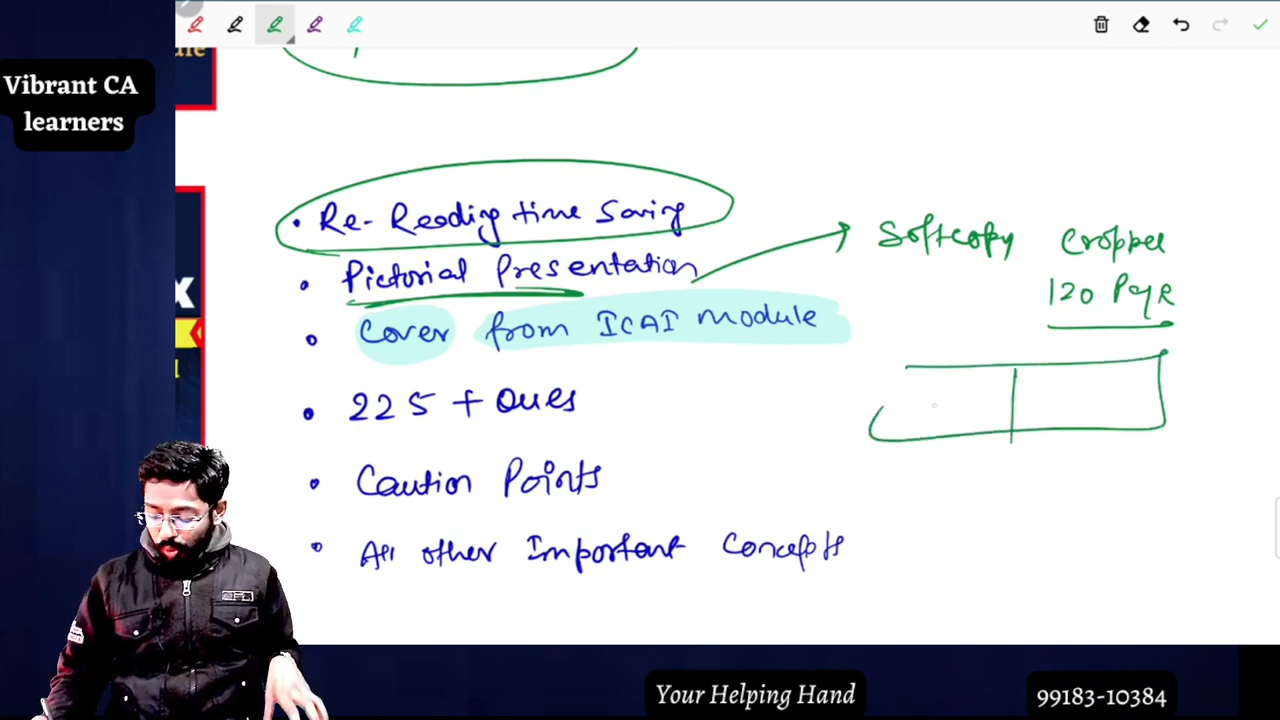 Vibrant CA
learners
• Re-Reading time Saving
• Pictorial Presentation
Softcopy Cropped
120 Page
• Cover from ICAI module
• 225 + Ques
• Caution Points
• All other Important Concepts
Your Helping Hand
99183-10384